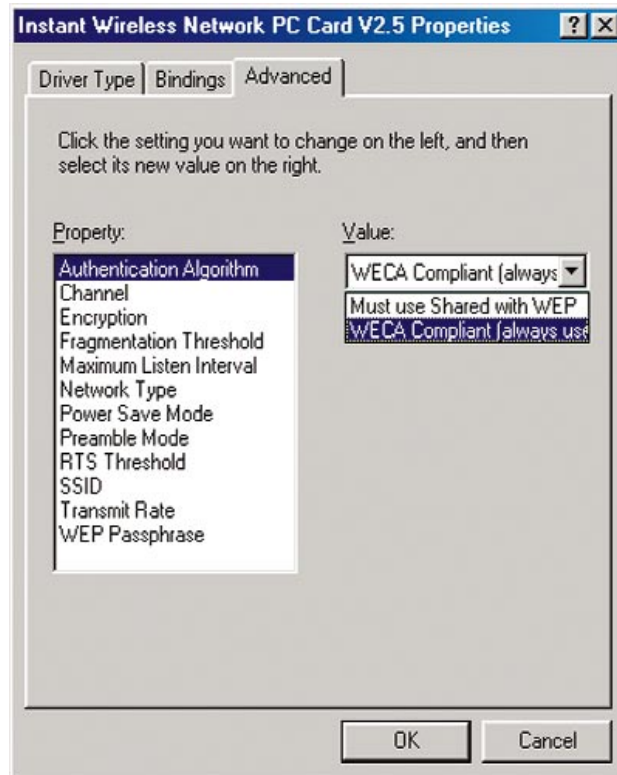 Instant Wireless Network PC Card V2.5 Properties
Driver Type
Bindings
Advanced
Click the setting you want to change on the left, and then
select its new value on the right.
Property:
Authentication Algorithm
Channel
Encryption
Fragmentation Threshold
Maximum Listen Interval
Network Type
Power Save Mode
Preamble Mode
RTS Threshold
SSID
Transmit Rate
WEP Passphrase
Value:
WECA Compliant (always
Must use Shared with WEP
WECA Compliant (always use
OK
Cancel